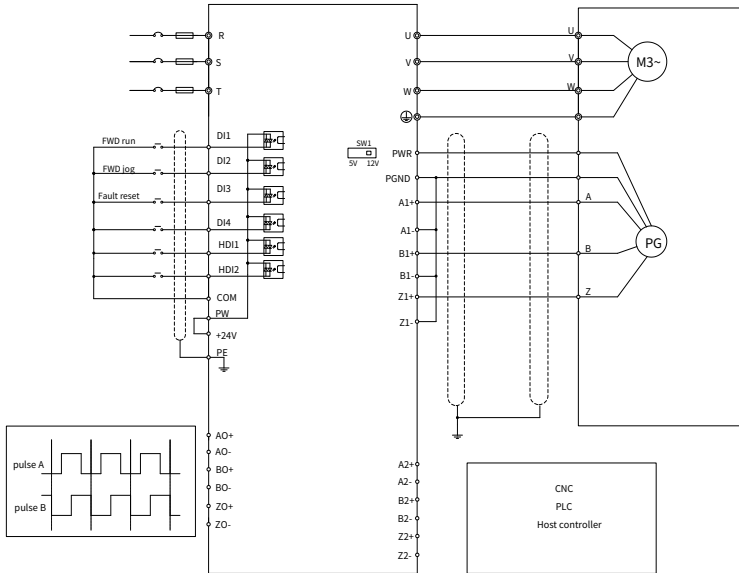 R
S
T
U
V
W
U
V
W
M3~
FWD run
FWD jog
Fault reset
DI1
DI2
DI3
DI4
HDI1
HDI2
COM
PW
+24V
PE
SW1
5V 12V
PWR
PGND
A1+
A1-
B1+
B1-
Z1+
Z1-
A
B
Z
PG
pulse A
pulse B
AO+
AO-
BO+
BO-
ZO+
ZO-
A2+
A2-
B2+
B2-
Z2+
Z2-
CNC
PLC
Host controller